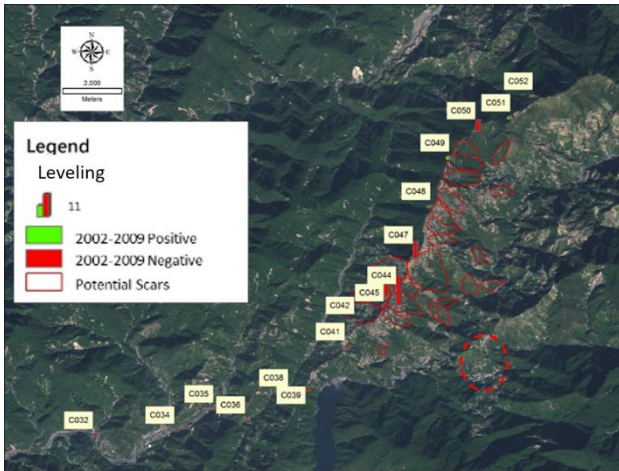 N
W E
S
2,000
Meters
Legend
Leveling
11
2002-2009 Positive
2002-2009 Negative
Potential Scars
C052
C051
C050
C049
C048
C047
C044
C045
C042
C041
C038
C039
C035
C036
C034
C032